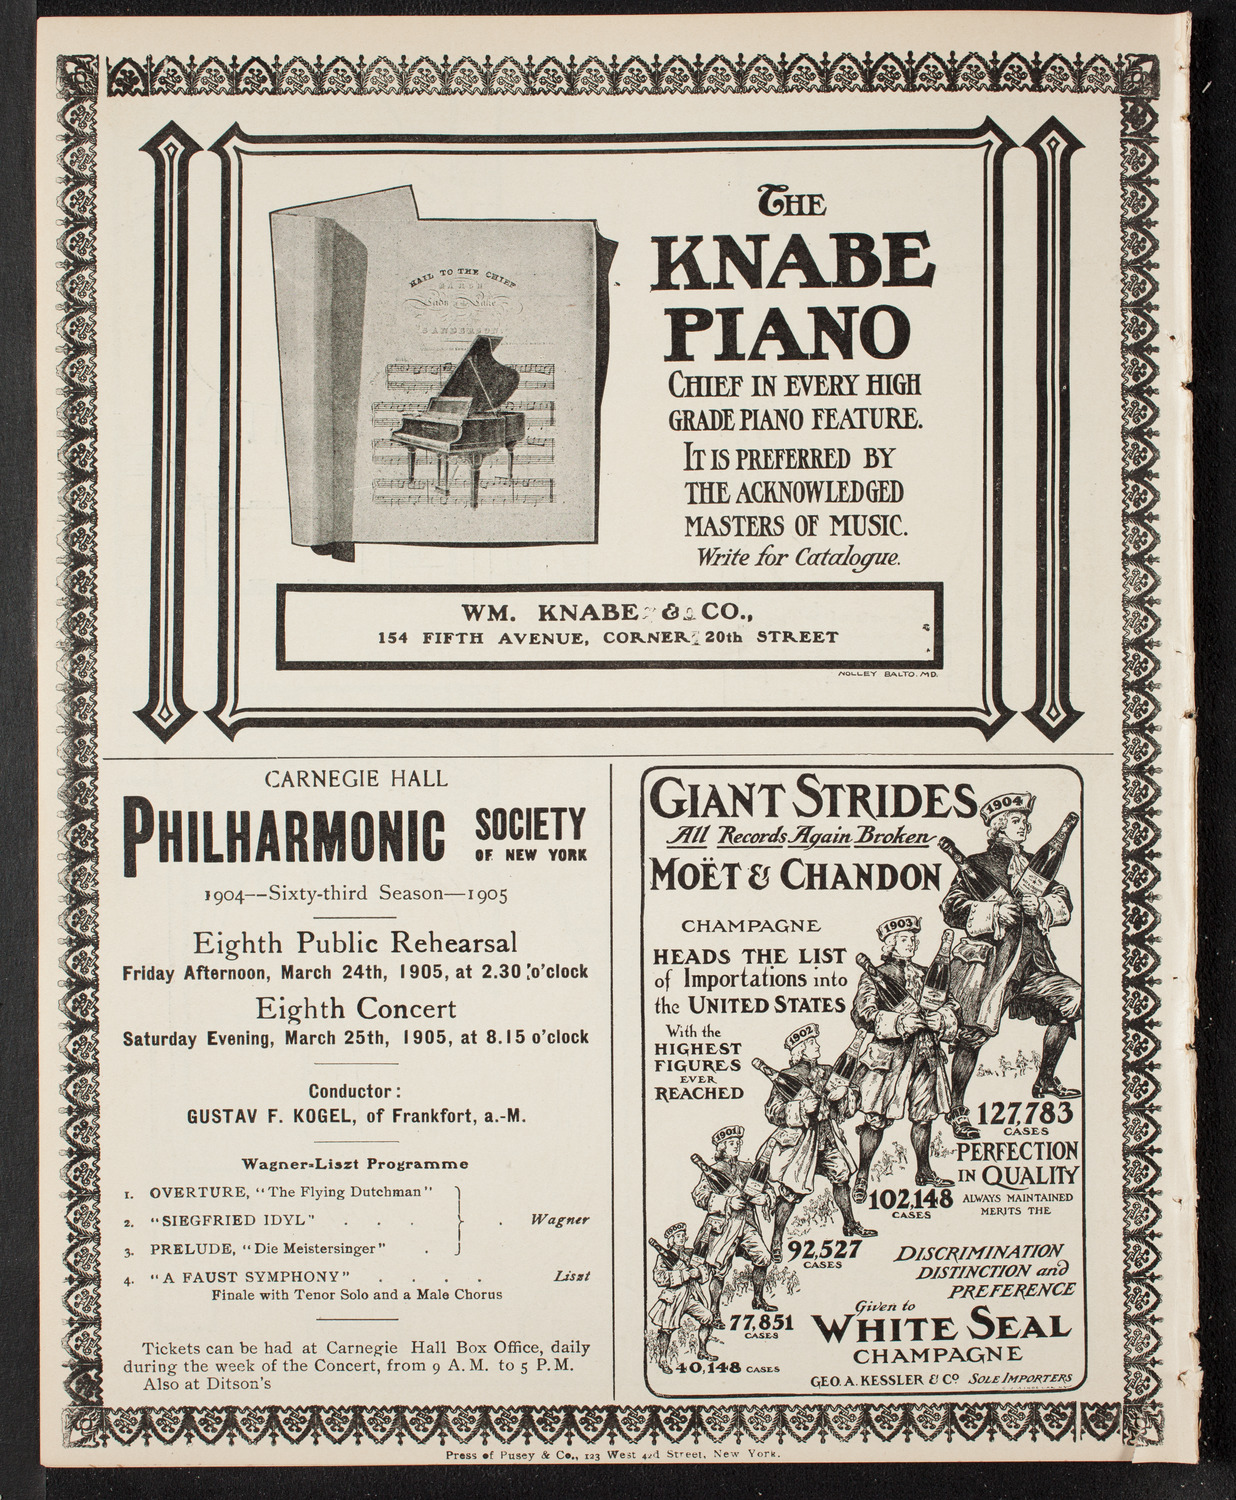 HAIL TO THE CHIEF
SANDERSON.
THE
KNABE
PIANO
CHIEF IN EVERY HIGH
GRADE PIANO FEATURE.
IT IS PREFERRED BY
THE ACKNOWLEDGED
MASTERS OF MUSIC.
Write for Catalogue.
WM. KNABE & CO.,
154 FIFTH AVENUE, CORNER 20th STREET
NOLLEY BALTO. MD.
CARNEGIE HALL
PHILHARMONIC SOCIETY
OF NEW YORK
1904--Sixty-third Season—1905
Eighth Public Rehearsal
Friday Afternoon, March 24th, 1905, at 2.30 o'clock
Eighth Concert
Saturday Evening, March 25th, 1905, at 8.15 o'clock
Conductor:
GUSTAV F. KOGEL, of Frankfort, a.-M.
Wagner-Liszt Programme
1. OVERTURE, "The Flying Dutchman"
2. "SIEGFRIED IDYL" . . . . Wagner
3. PRELUDE, "Die Meistersinger" .
4. "A FAUST SYMPHONY" . . . . Liszt
Finale with Tenor Solo and a Male Chorus
Tickets can be had at Carnegie Hall Box Office, daily
during the week of the Concert, from 9 A.M. to 5 P.M.
Also at Ditson's
GIANT STRIDES
All Records Again Broken
MOËT & CHANDON
CHAMPAGNE
HEADS THE LIST
of Importations into
the UNITED STATES
With the
HIGHEST
FIGURES
EVER
REACHED
1904
1903
1902
1901
1900
127,783
CASES
102,148
CASES
92,527
CASES
77,851
CASES
40,148 CASES
PERFECTION
IN QUALITY
ALWAYS MAINTAINED
MERITS THE
DISCRIMINATION
DISTINCTION and
PREFERENCE
Given to
WHITE SEAL
CHAMPAGNE
GEO. A. KESSLER & CO SOLE IMPORTERS
Press of Pusey & Co., 123 West 42d Street, New York.